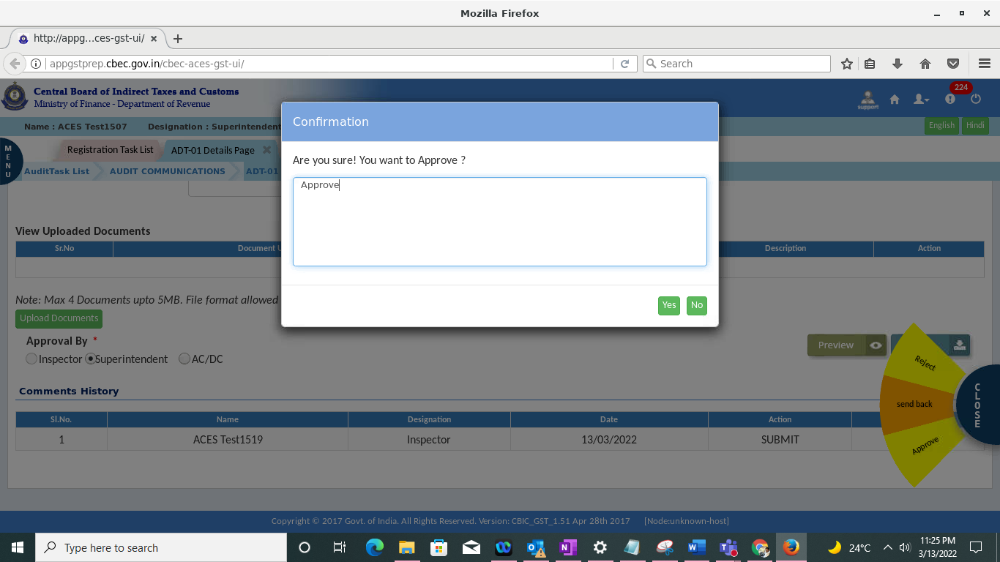 Mozilla Firefox
http://appg...ces-gst-ui/
appgstprep.cbec.gov.in/cbec-aces-gst-ui/
Search
Central Board of Indirect Taxes and Customs
Ministry of Finance - Department of Revenue
support
224
Name : ACES Test1507 Designation : Superintendent
English Hindi
MENU
Registration Task List ADT-01 Details Page
AuditTask List AUDIT COMMUNICATIONS ADT-01
Confirmation
Are you sure! You want to Approve ?
Approve
Yes No
View Uploaded Documents
Sr.No Document U Description Action
Note: Max 4 Documents upto 5MB. File format allowed
Upload Documents
Approval By *
Inspector Superintendent AC/DC
Preview
Reject
send back
Approve
CLOSE
Comments History
Sl.No. Name Designation Date Action
1 ACES Test1519 Inspector 13/03/2022 SUBMIT
Copyright © 2017 Govt. of India. All Rights Reserved. Version: CBIC_GST_1.51 Apr 28th 2017 [Node:unknown-host]
Type here to search
24°C
11:25 PM
3/13/2022